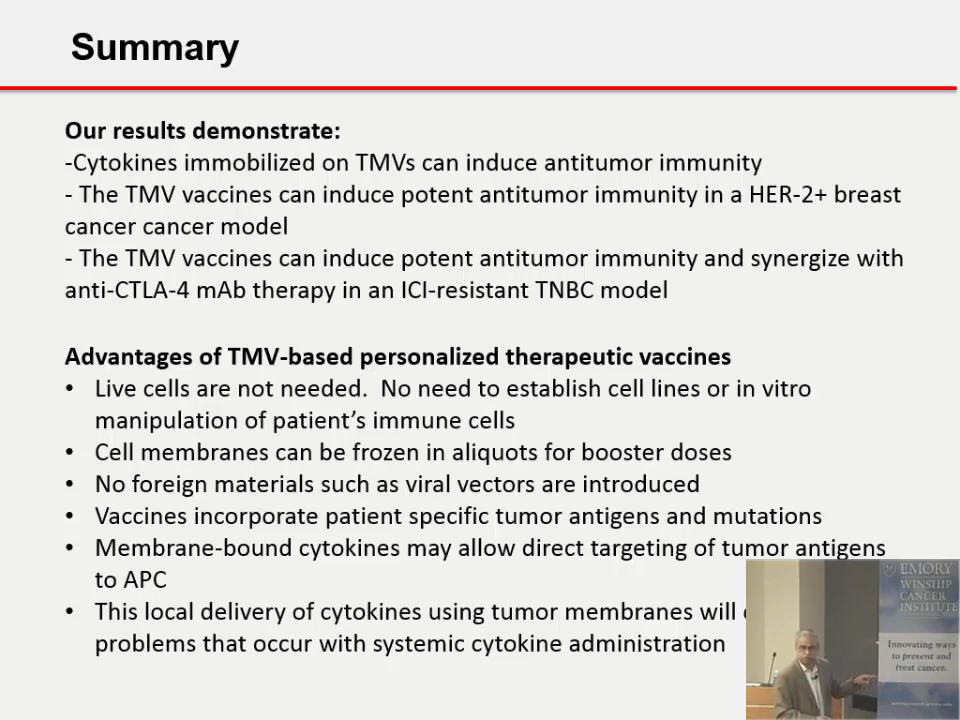 Summary
Our results demonstrate:
-Cytokines immobilized on TMVs can induce antitumor immunity
- The TMV vaccines can induce potent antitumor immunity in a HER-2+ breast
cancer cancer model
- The TMV vaccines can induce potent antitumor immunity and synergize with
anti-CTLA-4 mAb therapy in an ICI-resistant TNBC model
Advantages of TMV-based personalized therapeutic vaccines
• Live cells are not needed.  No need to establish cell lines or in vitro
manipulation of patient’s immune cells
• Cell membranes can be frozen in aliquots for booster doses
• No foreign materials such as viral vectors are introduced
• Vaccines incorporate patient specific tumor antigens and mutations
• Membrane-bound cytokines may allow direct targeting of tumor antigens
to APC
• This local delivery of cytokines using tumor membranes will
problems that occur with systemic cytokine administration
EMORY
WINSHIP
CANCER
INSTITUTE
Innovating ways
to prevent and
treat cancer.